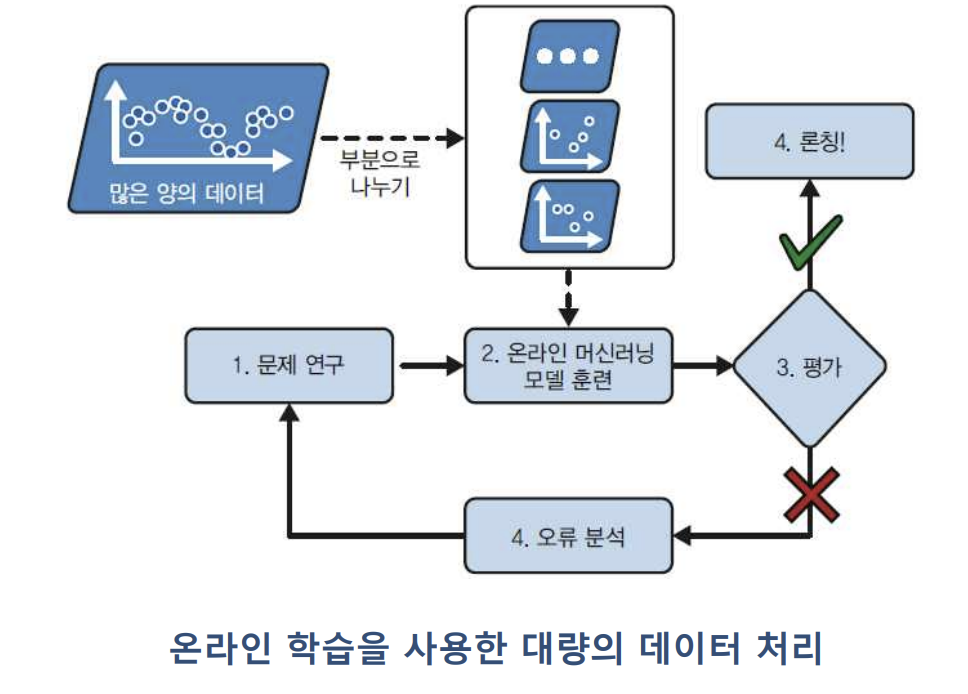 많은 양의 데이터
부분으로
나누기
4. 론칭!
1. 문제 연구
2. 온라인 머신러닝
모델 훈련
3. 평가
4. 오류 분석
온라인 학습을 사용한 대량의 데이터 처리